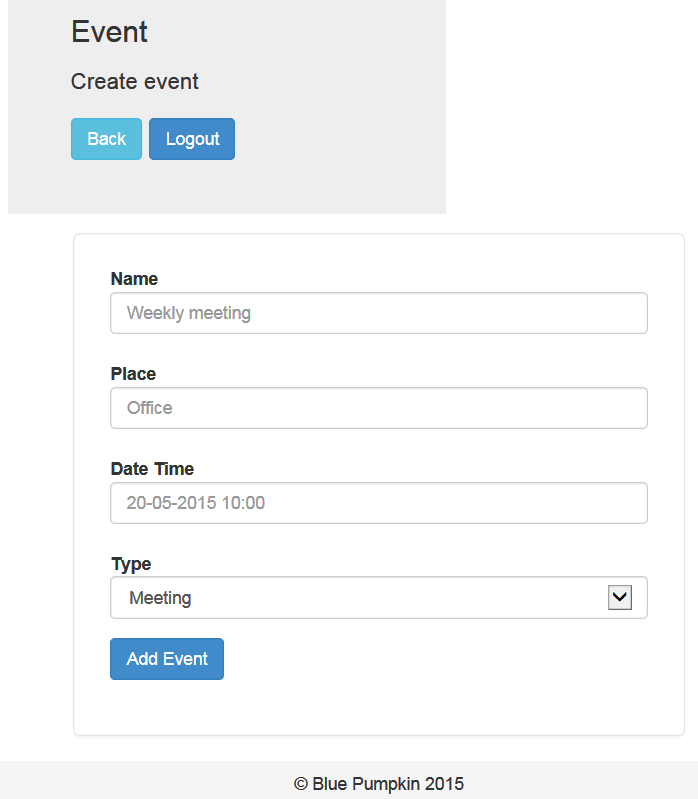 Event
Create event
Back Logout
Name
Weekly meeting
Place
Office
Date Time
20-05-2015 10:00
Type
Meeting
Add Event
© Blue Pumpkin 2015